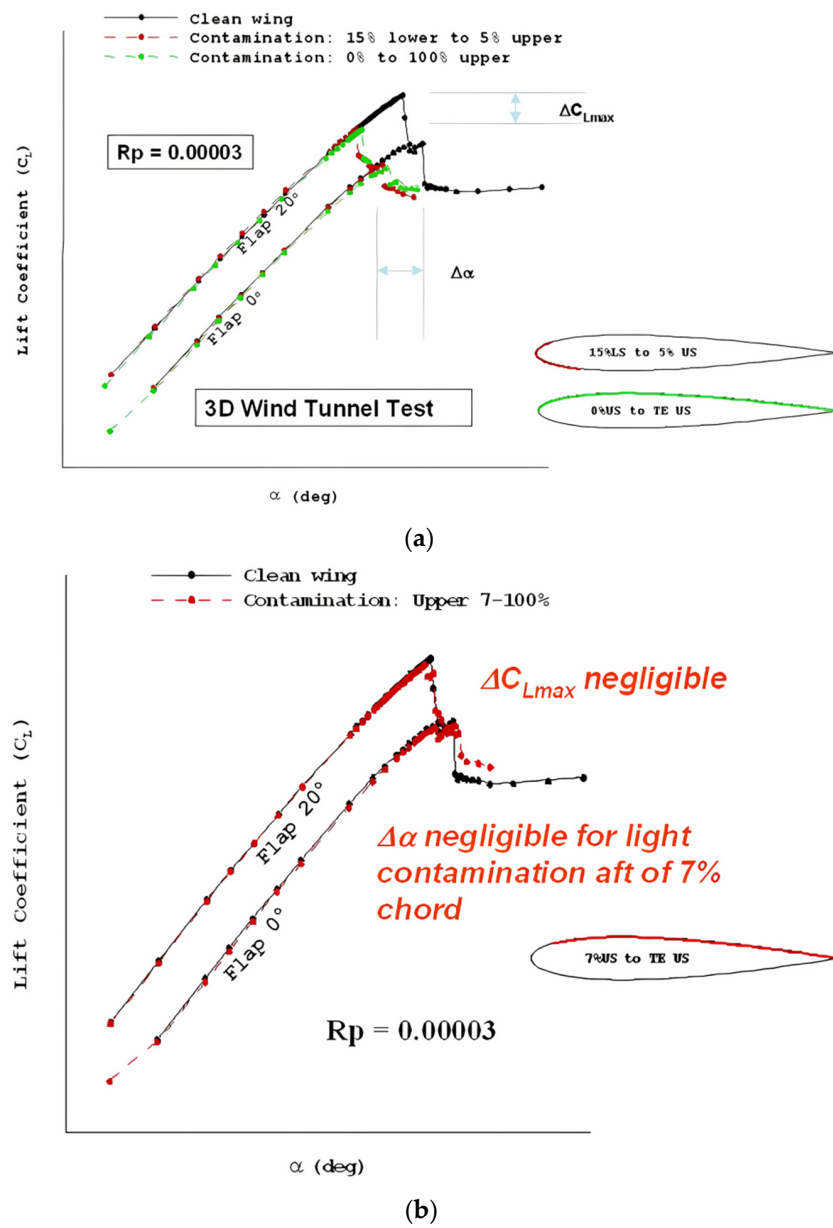 Clean wing
Contamination: 15% lower to 5% upper
Contamination: 0% to 100% upper
ΔCLmax
Rp = 0.00003
Lift Coefficient (CL)
Flap 20°
Flap 0°
Δα
15%LS to 5% US
3D Wind Tunnel Test
0%US to TE US
α (deg)
(a)
Clean wing
Contamination: Upper 7-100%
ΔCLmax negligible
Lift Coefficient (CL)
Flap 20°
Δα negligible for light
contamination aft of 7%
chord
Flap 0°
7%US to TE US
Rp = 0.00003
α (deg)
(b)